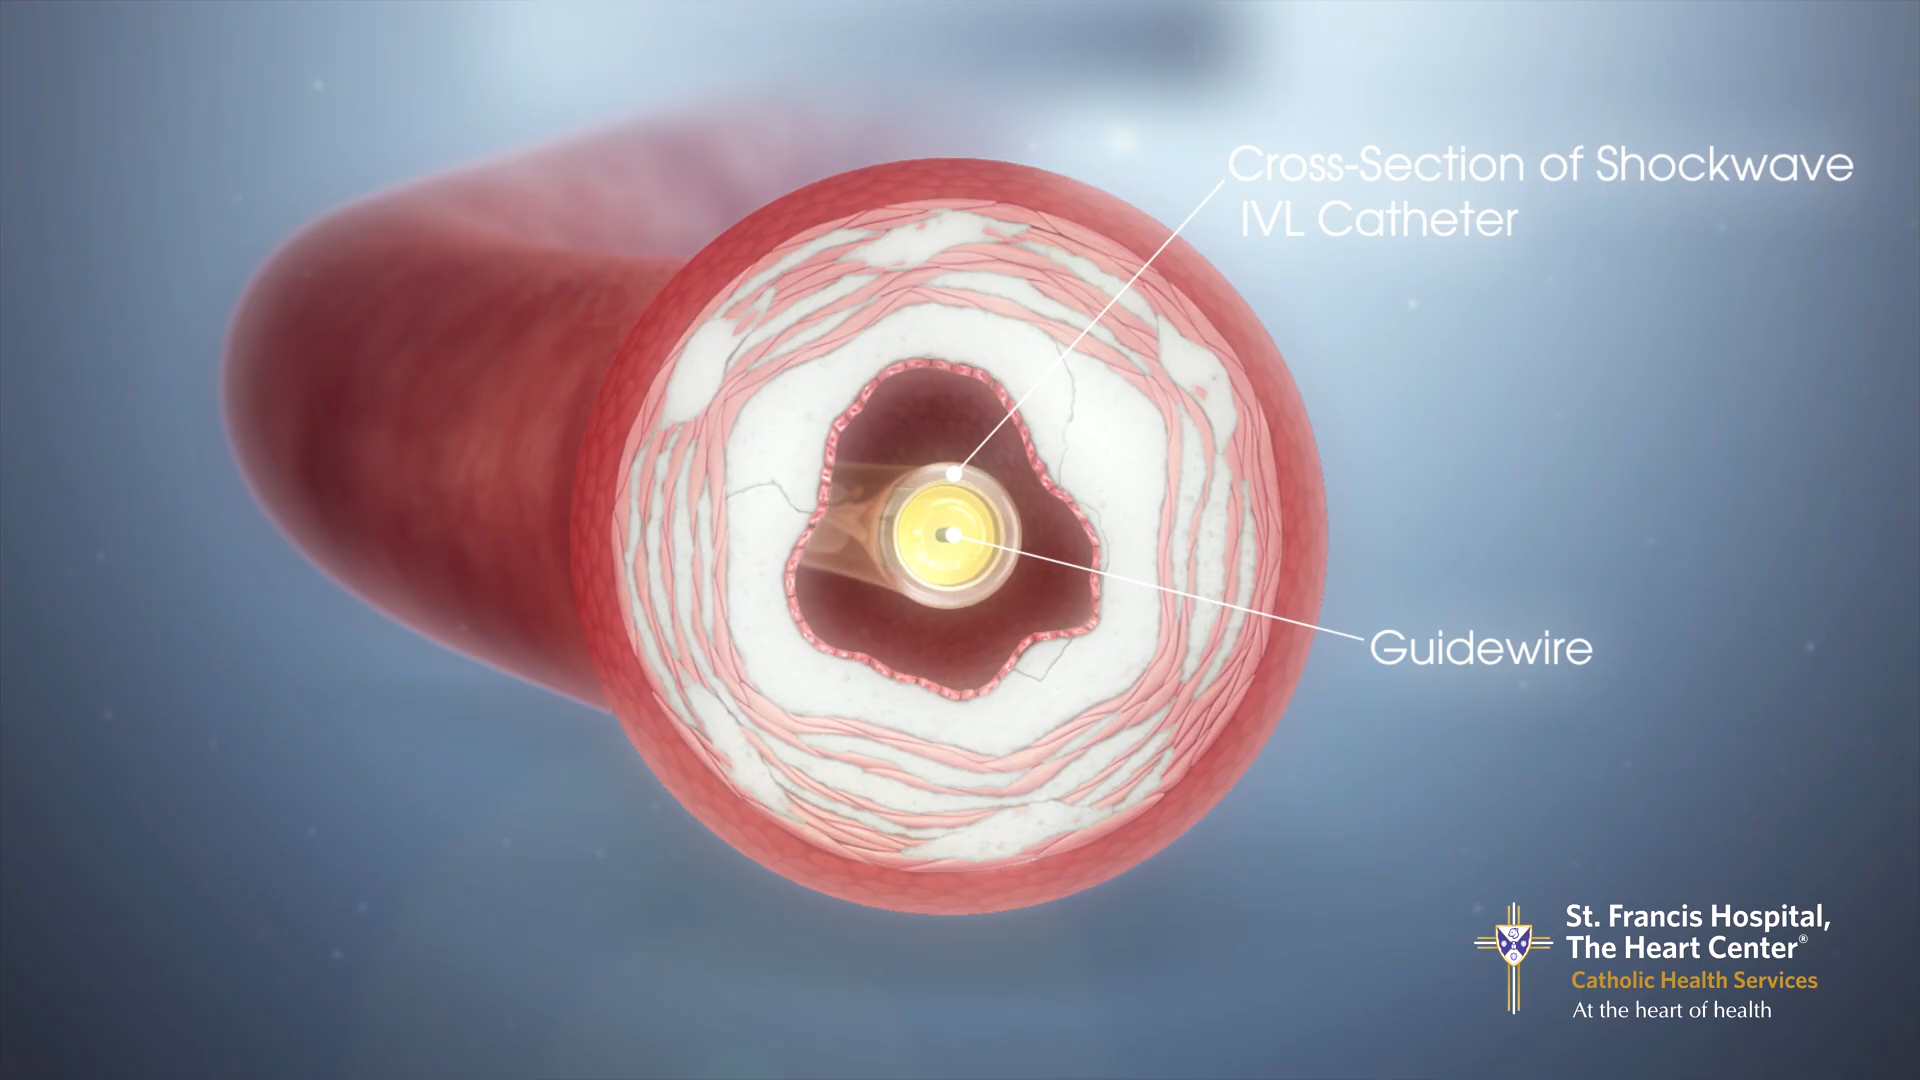 Cross-Section of Shockwave
IVL Catheter
Guidewire
St. Francis Hospital,
The Heart Center®
Catholic Health Services
At the heart of health